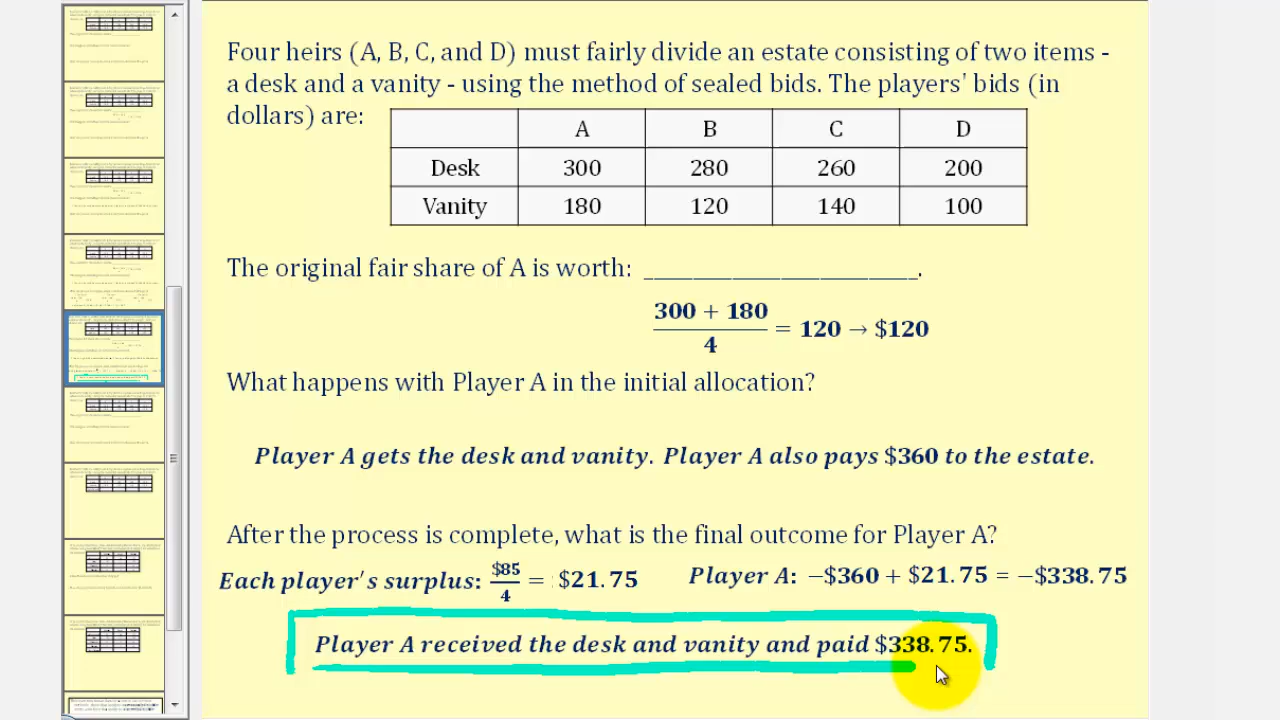 Four heirs (A, B, C, and D) must fairly divide an estate consisting of two items -
a desk and a vanity - using the method of sealed bids. The players' bids (in
dollars) are:
A B C D
Desk 300 280 260 200
Vanity 180 120 140 100
The original fair share of A is worth: ________________________.
300 + 180
4
= 120 → $120
What happens with Player A in the initial allocation?
Player A gets the desk and vanity. Player A also pays $360 to the estate.
After the process is complete, what is the final outcome for Player A?
Each player's surplus: $85/4 = $21.75 Player A: −$360 + $21.75 = −$338.75
Player A received the desk and vanity and paid $338.75.